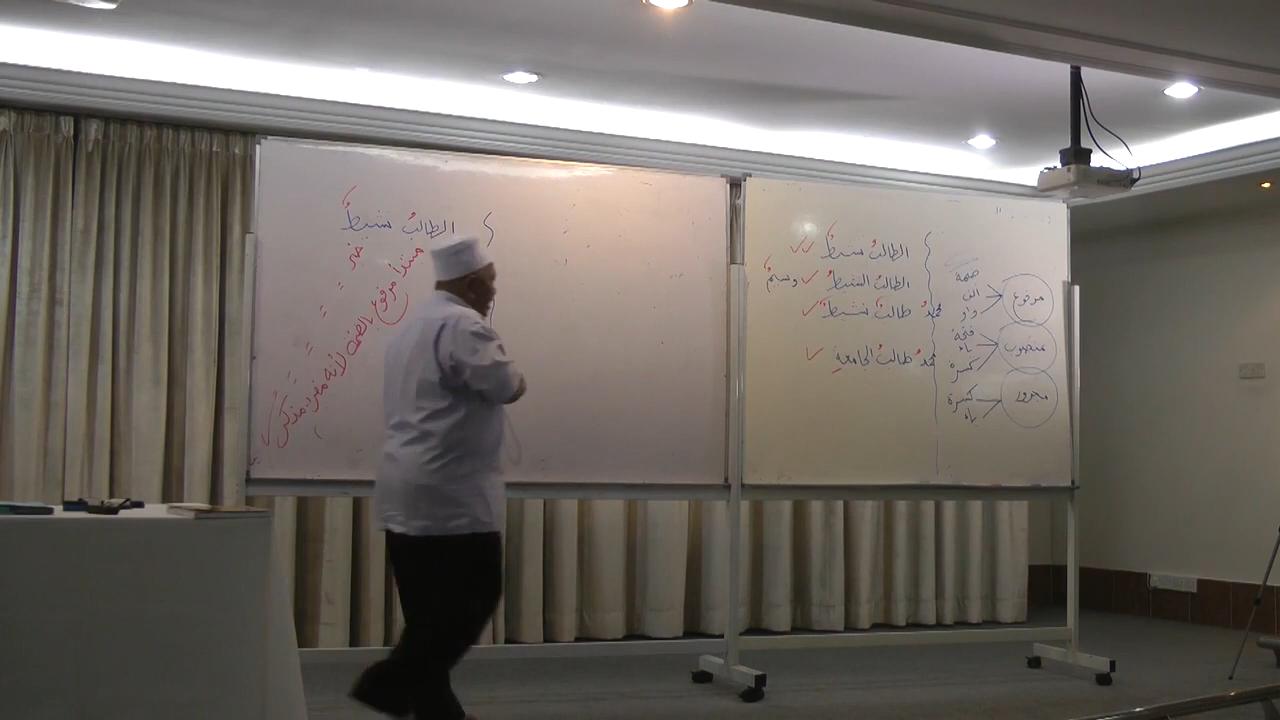 الطالبُ نشيطٌ
مبتدأ مرفوع بالضمة لأنه مفرد مذكر
خبر
الطالبُ نشيطٌ
الطالبُ النشيطُ وسيمٌ
محمدٌ طالبٌ نشيطٌ
محمدٌ طالبُ الجامعةِ
مرفوع
ضمة
الف
واو
منصوب
فتحة
ياء
كسرة
مجرور
كسرة
ياء